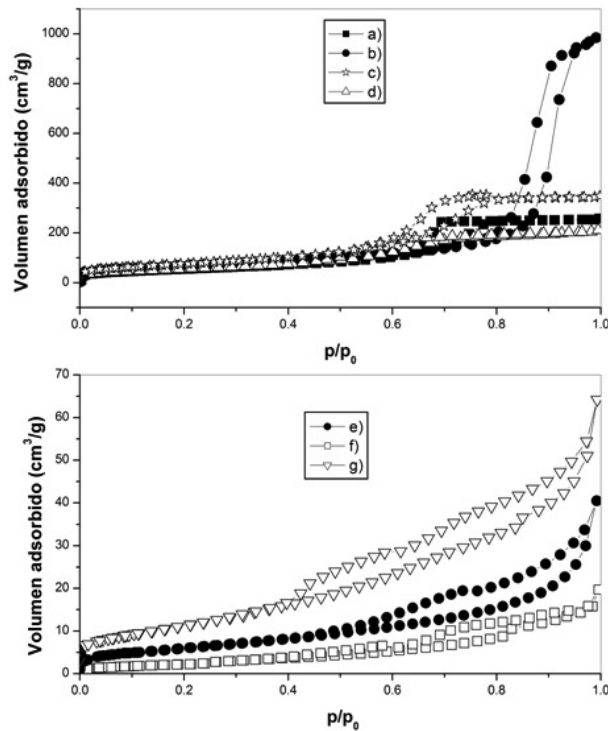 1000
800
600
400
200
0
Volumen adsorbido (cm³/g)
a)
b)
c)
d)
0.0 0.2 0.4 0.6 0.8 1.0
p/p₀
70
60
50
40
30
20
10
0
Volumen adsorbido (cm³/g)
e)
f)
g)
0.0 0.2 0.4 0.6 0.8 1.0
p/p₀